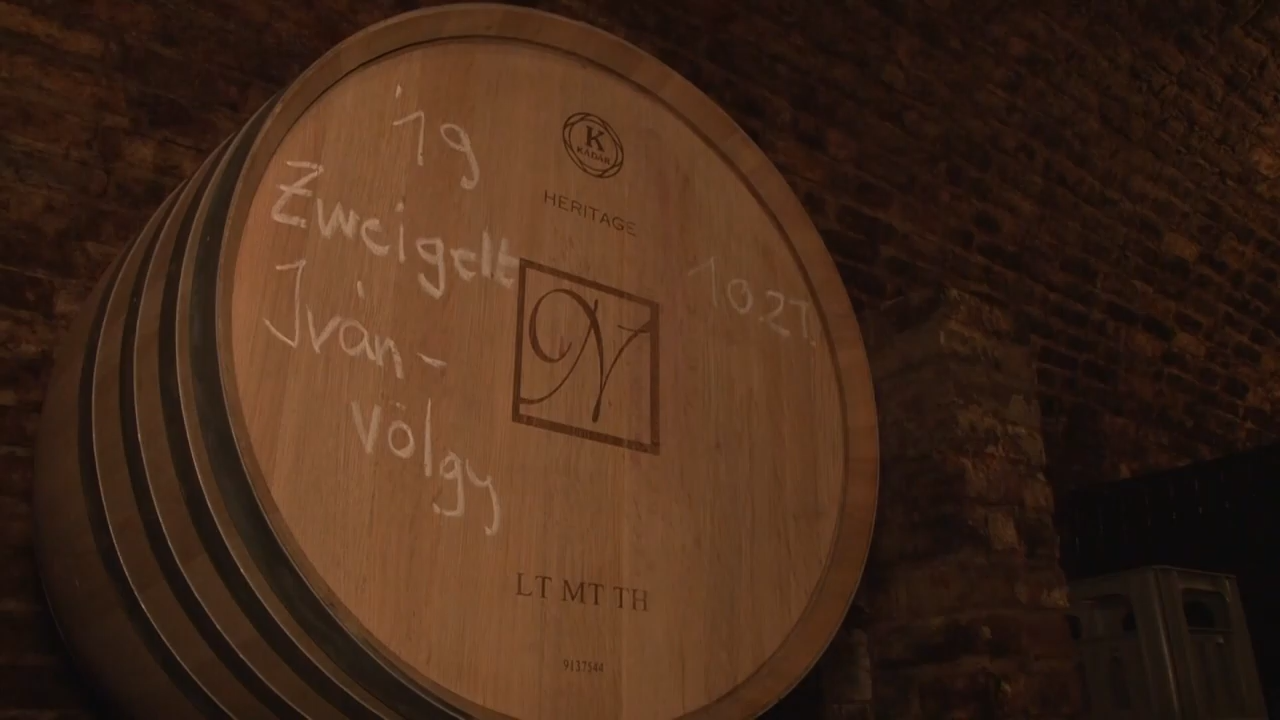 '19
Zweigelt
Iván-
völgy
K
KÁDÁR
HERITAGE
10.27.
N
LT MT TH
9137544